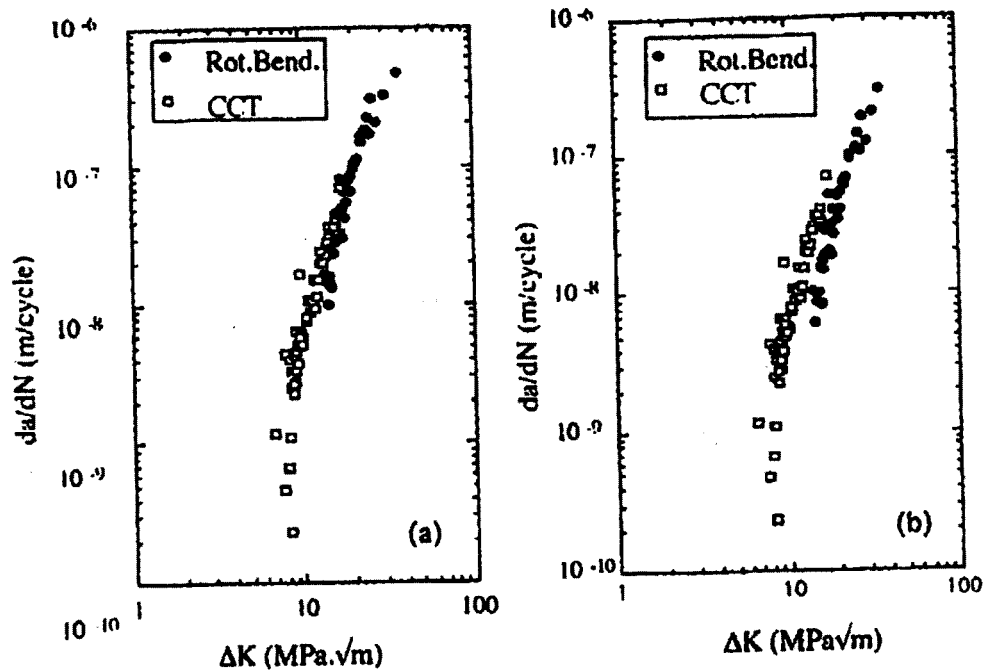 10 -6
Rot.Bend.
CCT
10 -7
10 -8
10 -9
10 -10
da/dN (m/cycle)
(a)
1
10
100
ΔK (MPa.√m)
10 -6
Rot.Bend.
CCT
10 -7
10 -8
10 -9
10 -10
da/dN (m/cycle)
(b)
1
10
100
ΔK (MPa√m)